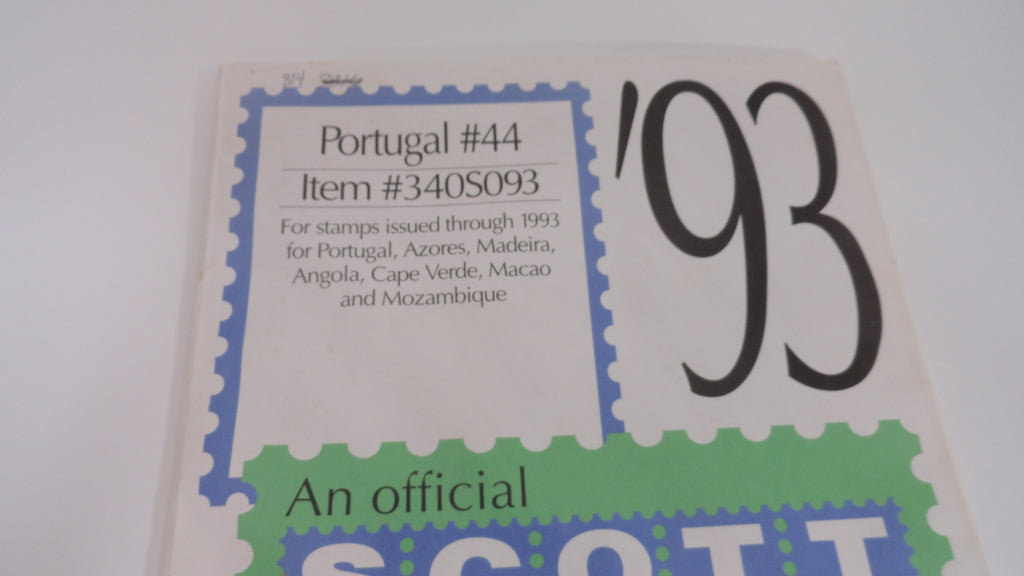 Portugal #44
Item #340S093
For stamps issued through 1993
for Portugal, Azores, Madeira,
Angola, Cape Verde, Macao
and Mozambique
'93
An official
SCOTT